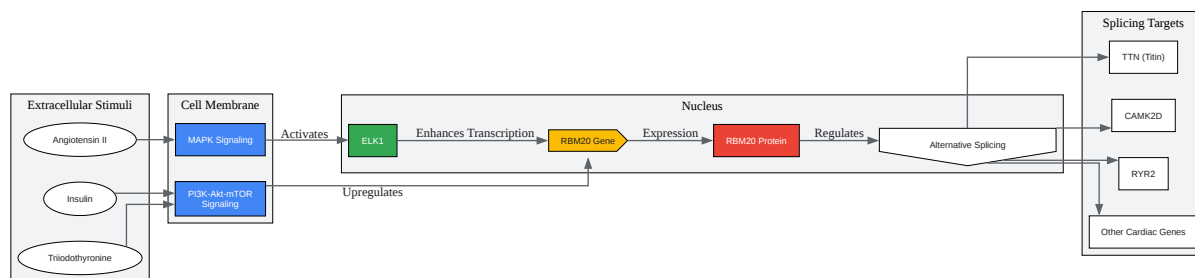 Extracellular Stimuli
Angiotensin II
Insulin
Triiodothyronine
Cell Membrane
MAPK Signaling
PI3K-Akt-mTOR
Signaling
Activates
Upregulates
Nucleus
ELK1
Enhances Transcription
RBM20 Gene
Expression
RBM20 Protein
Regulates
Alternative Splicing
Splicing Targets
TTN (Titin)
CAMK2D
RYR2
Other Cardiac Genes